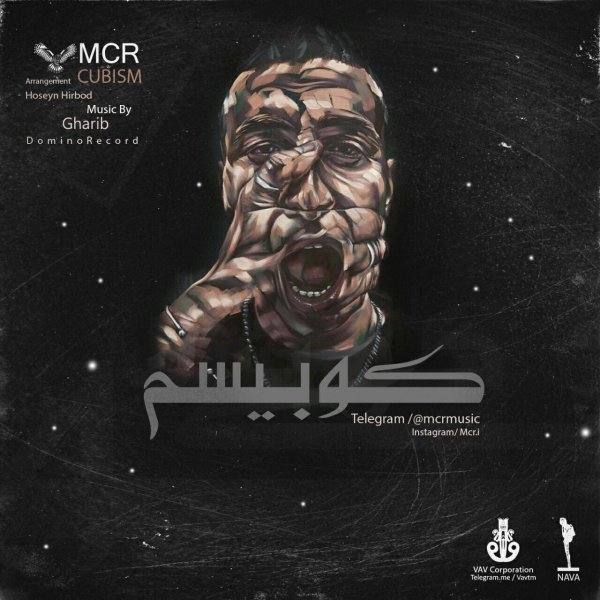 MCR
CUBISM
Arrangement
Hoseyn Hirbod
Music By
Gharib
DominoRecord
کوبیسم
Telegram /@mcrmusic
Instagram/ Mcr.i
VAV Corporation
Telegram.me / Vavtm
NAVA